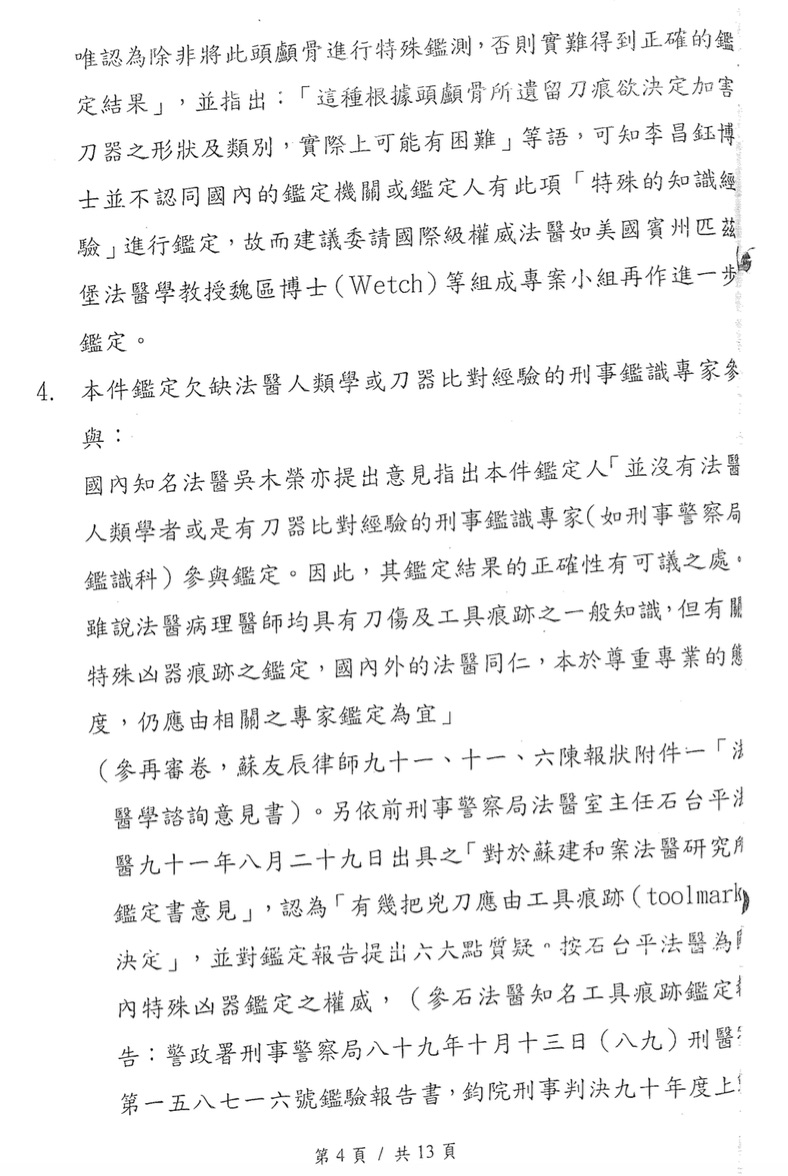 唯認為除非將此頭顱骨進行特殊鑑測，否則實難得到正確的鑑
定結果」，並指出：「這種根據頭顱骨所遺留刀痕欲決定加害
刀器之形狀及類別，實際上可能有困難」等語，可知李昌鈺博
士並不認同國內的鑑定機關或鑑定人有此項「特殊的知識經
驗」進行鑑定，故而建議委請國際級權威法醫如美國賓州匹茲
堡法醫學教授魏區博士（Wetch）等組成專案小組再作進一步
鑑定。
4. 本件鑑定欠缺法醫人類學或刀器比對經驗的刑事鑑識專家參
與：
國內知名法醫吳木榮亦提出意見指出本件鑑定人「並沒有法醫
人類學者或是有刀器比對經驗的刑事鑑識專家（如刑事警察局
鑑識科）參與鑑定。因此，其鑑定結果的正確性有可議之處。
雖說法醫病理醫師均具有刀傷及工具痕跡之一般知識，但有關
特殊凶器痕跡之鑑定，國內外的法醫同仁，本於尊重專業的態
度，仍應由相關之專家鑑定為宜」
（參再審卷，蘇友辰律師九十一、十一、六陳報狀附件一「法
醫學諮詢意見書）。另依前刑事警察局法醫室主任石台平法
醫九十一年八月二十九日出具之「對於蘇建和案法醫研究所
鑑定書意見」，認為「有幾把兇刀應由工具痕跡（toolmark）
決定」，並對鑑定報告提出六大點質疑。按石台平法醫為
內特殊凶器鑑定之權威，（參石法醫知名工具痕跡鑑定
告：警政署刑事警察局八十九年十月十三日（八九）刑醫
第一五八七一六號鑑驗報告書，鈞院刑事判決九十年度上
第 4 頁 / 共 13 頁